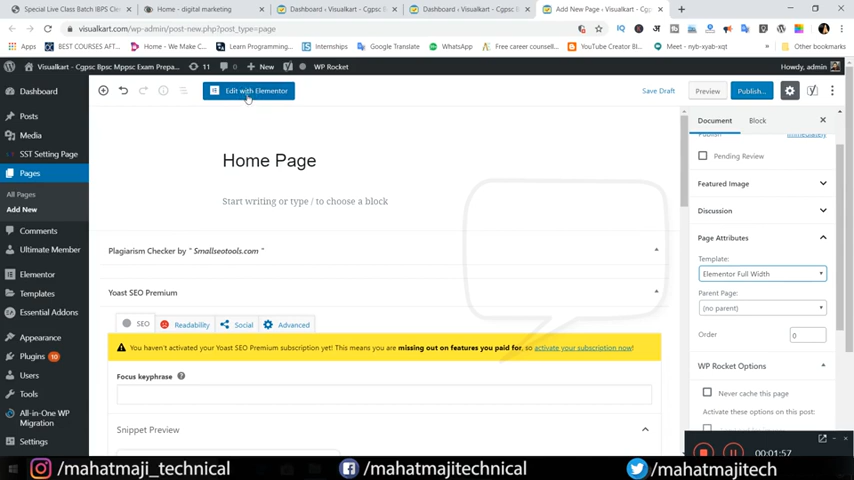 Special Live Class Batch IBPS Cle
Home - digital marketing
Dashboard ‹ Visualkart - Cgpsc B
Dashboard ‹ Visualkart - Cgpsc B
Add New Page ‹ Visualkart - Cgp
visualkart.com/wp-admin/post-new.php?post_type=page
Apps
BEST COURSES AFT...
Home - We Make C...
Learn Programming...
Internships
Google Translate
WhatsApp
Free career counsell...
YouTube Creator Bl...
Meet - nyb-xyab-xqt
Other bookmarks
Visualkart - Cgpsc Bpsc Mppsc Exam Prepara...
11
0
New
WP Rocket
Howdy, admin
Dashboard
Posts
Media
SST Setting Page
Pages
All Pages
Add New
Comments
Ultimate Member
Elementor
Templates
Essential Addons
Appearance
Plugins 10
Users
Tools
All-in-One WP
Migration
Settings
Edit with Elementor
Save Draft
Preview
Publish...
Home Page
Start writing or type / to choose a block
Plagiarism Checker by " Smallseotools.com "
Yoast SEO Premium
SEO
Readability
Social
Advanced
You haven't activated your Yoast SEO Premium subscription yet! This means you are missing out on features you paid for, so activate your subscription now!
Focus keyphrase
Snippet Preview
Document
Block
Publish
Immediately
Pending Review
Featured Image
Discussion
Page Attributes
Template:
Elementor Full Width
Parent Page:
(no parent)
Order
0
WP Rocket Options
Never cache this page
Activate these options on this post:
00:01:57
/mahatmaji_technical
/mahatmajitechnical
/mahatmajitech